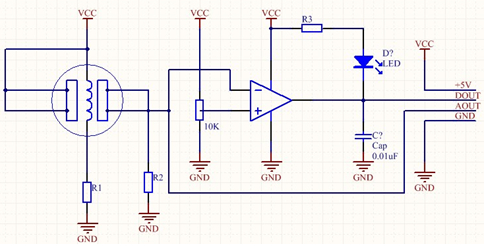 VCC
VCC
VCC
R3
D?
LED
VCC
+5V
DOUT
AOUT
GND
10K
C?
Cap
0.01uF
R1
R2
GND
GND
GND
GND
GND
GND